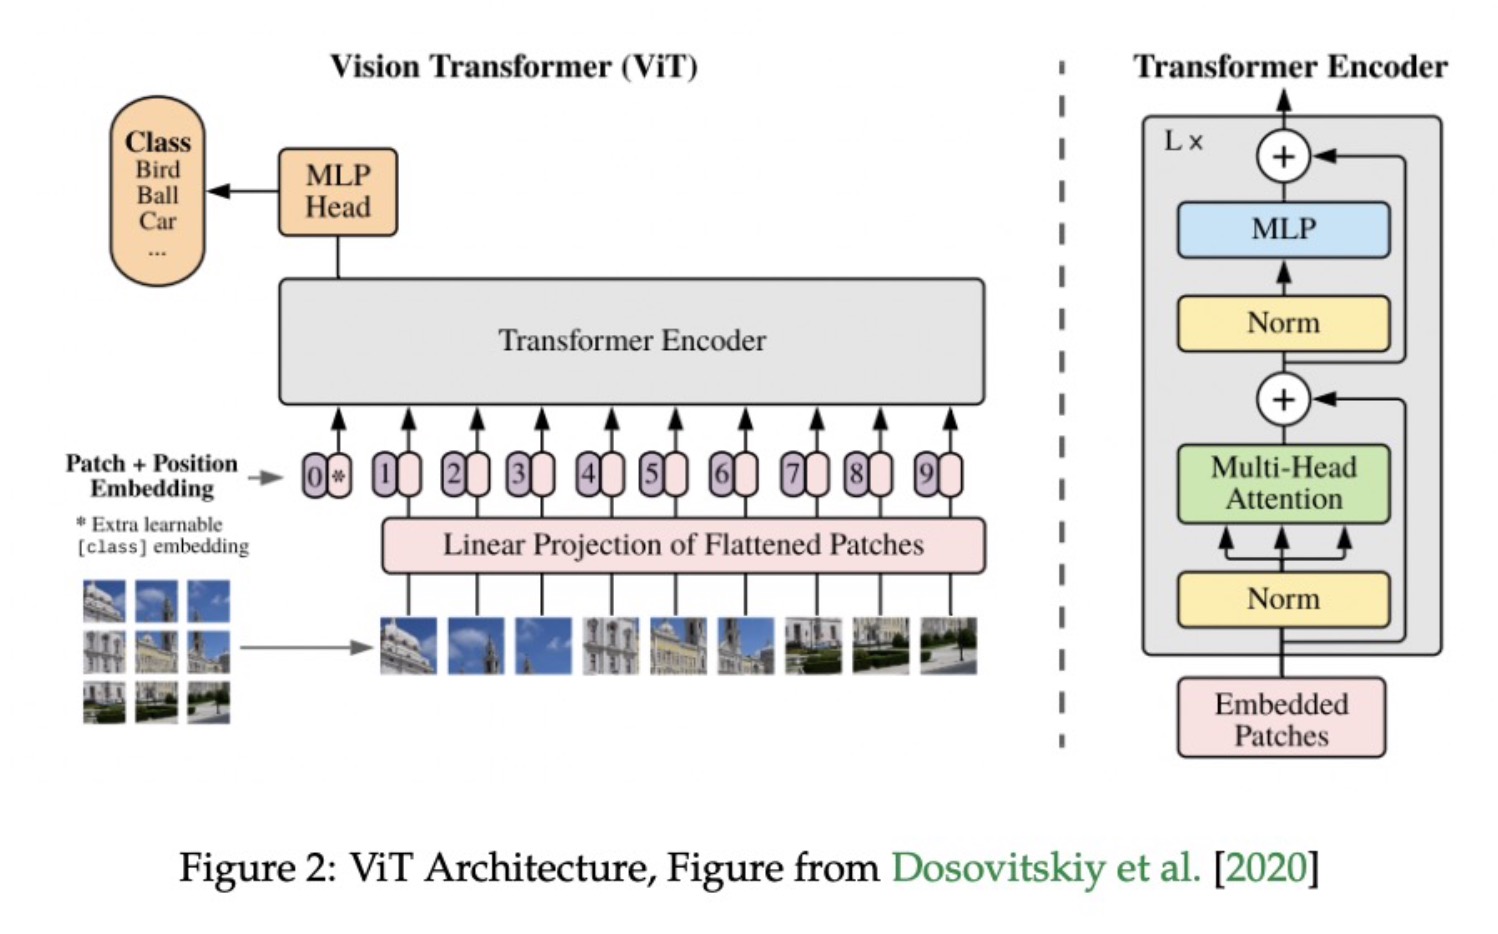 Vision Transformer (ViT)
Class
Bird
Ball
Car
...
MLP
Head
Transformer Encoder
Patch + Position
Embedding
* Extra learnable
[class] embedding
0 * 1 2 3 4 5 6 7 8 9
Linear Projection of Flattened Patches
Transformer Encoder
L ×
+
MLP
Norm
+
Multi-Head
Attention
Norm
Embedded
Patches
Figure 2: ViT Architecture, Figure from Dosovitskiy et al. [2020]